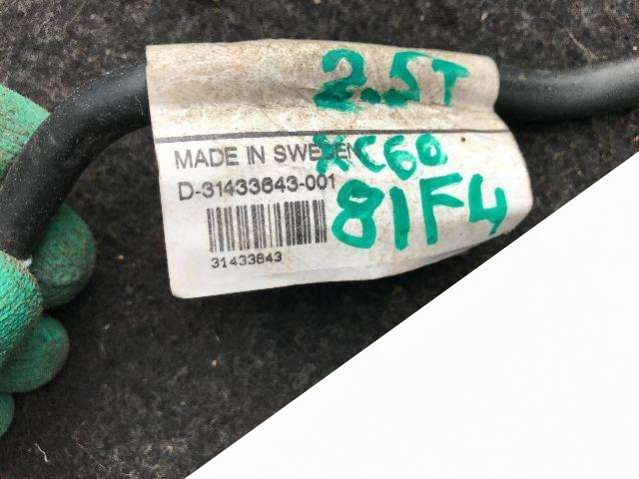 2.5T
MADE IN SWEDEN
XC60
D-31433643-001
81F4
31433643